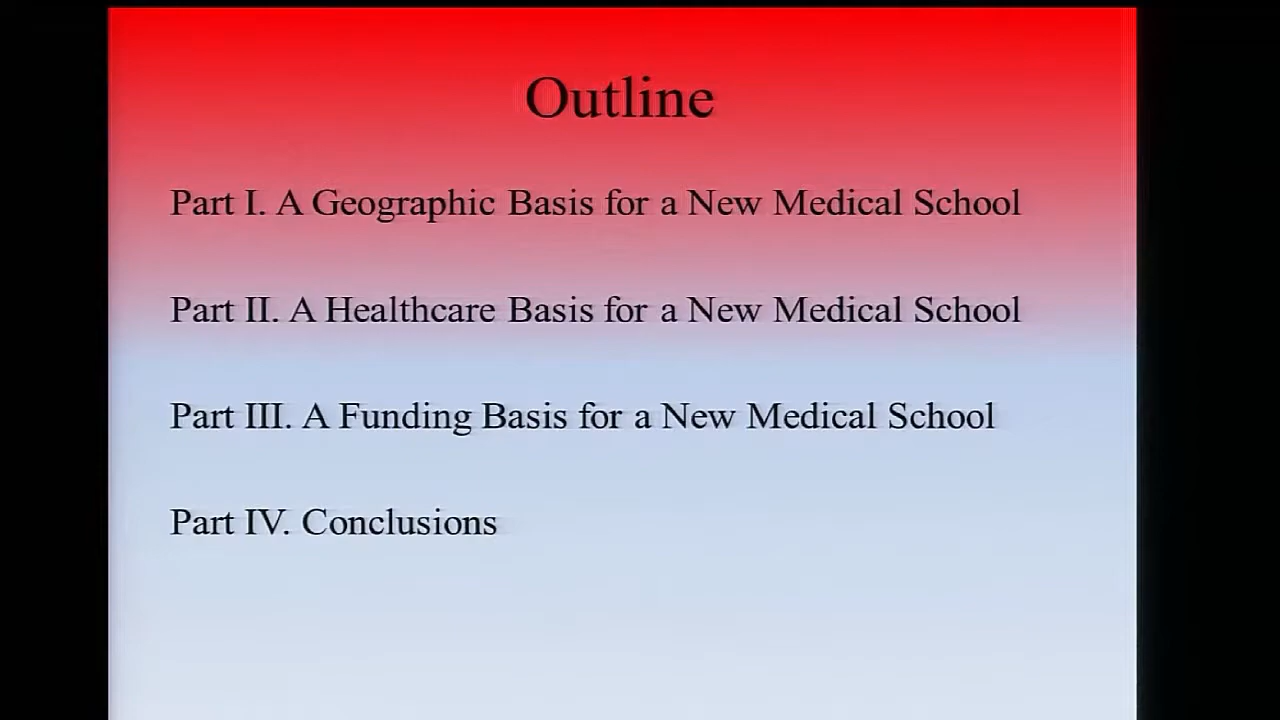 Outline
Part I. A Geographic Basis for a New Medical School
Part II. A Healthcare Basis for a New Medical School
Part III. A Funding Basis for a New Medical School
Part IV. Conclusions